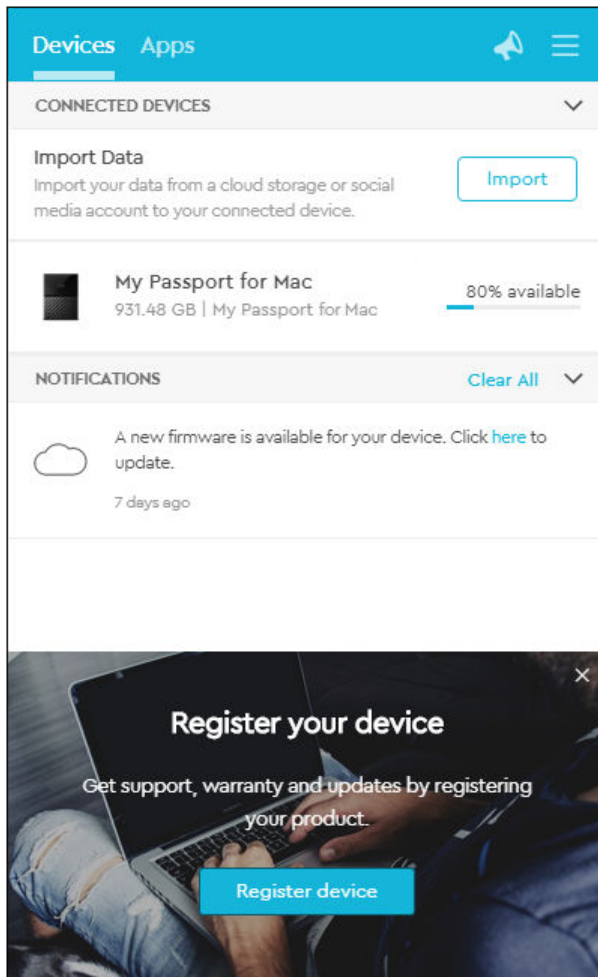 Devices Apps
CONNECTED DEVICES
Import Data
Import your data from a cloud storage or social
media account to your connected device.
Import
My Passport for Mac
931.48 GB | My Passport for Mac
80% available
NOTIFICATIONS
Clear All
A new firmware is available for your device. Click here to
update.
7 days ago
Register your device
Get support, warranty and updates by registering
your product.
Register device